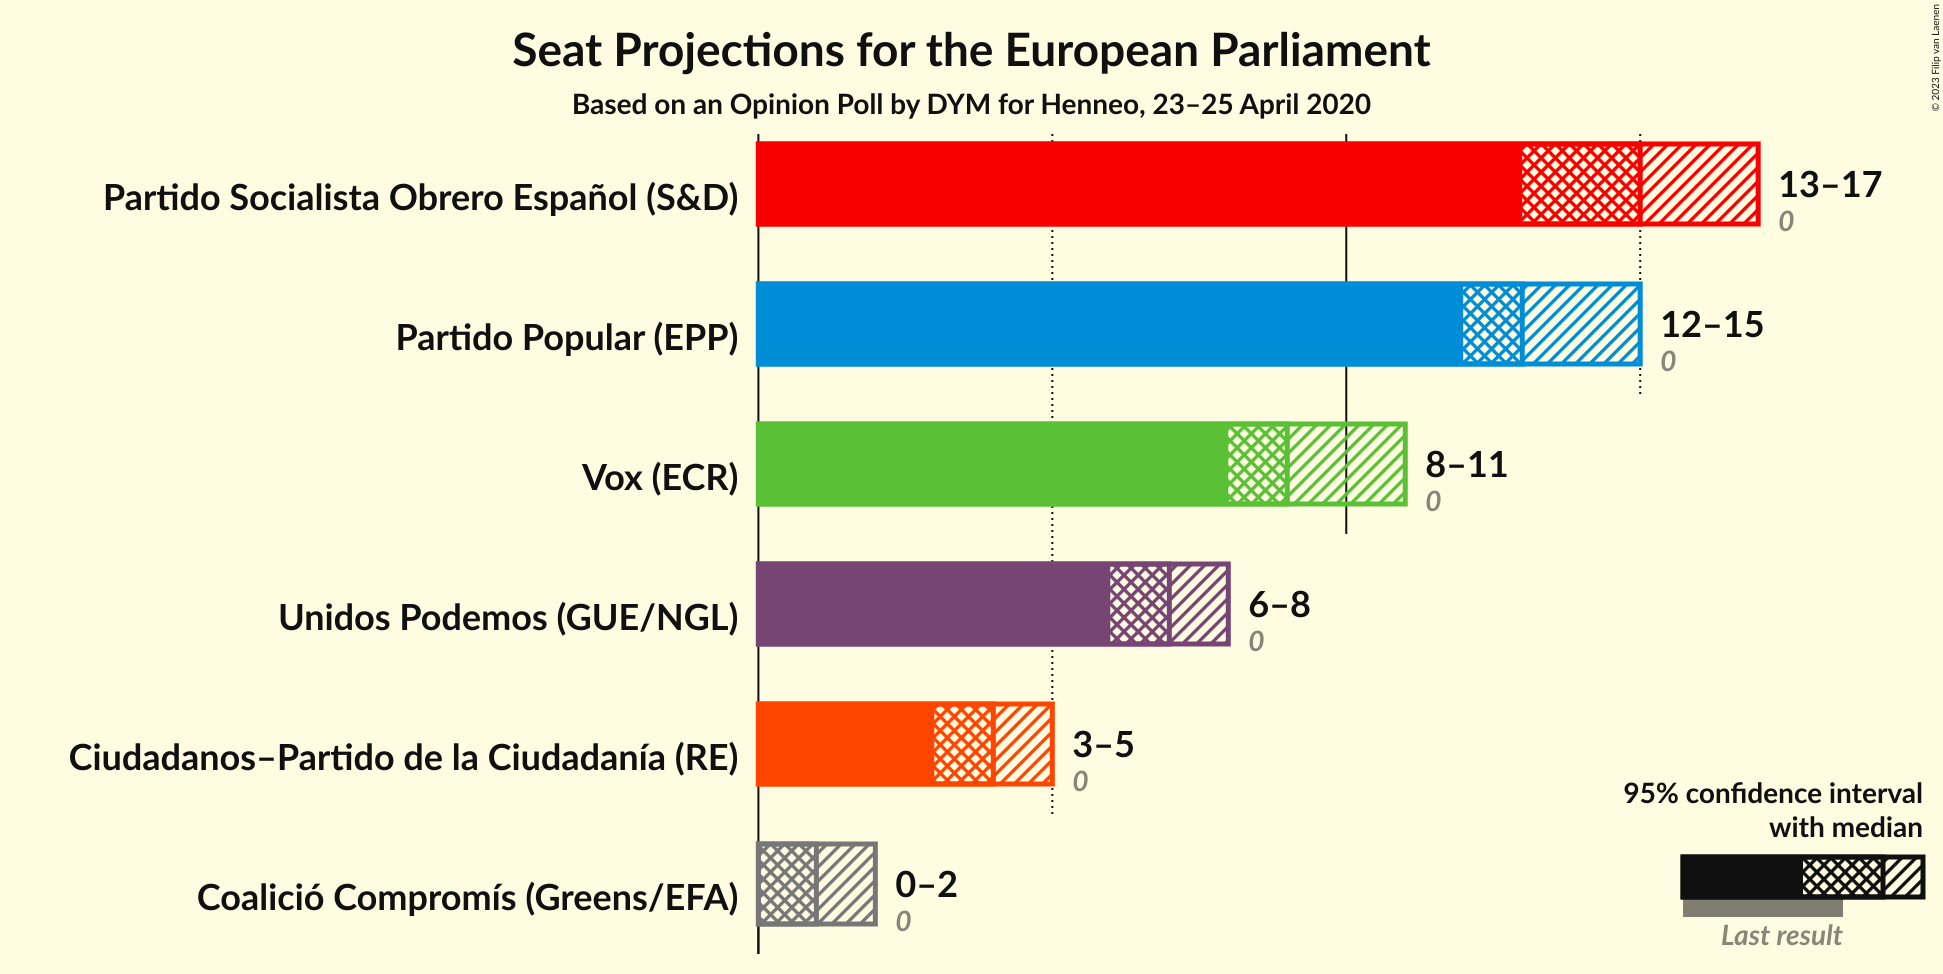 Seat Projections for the European Parliament
Based on an Opinion Poll by DYM for Henneo, 23–25 April 2020
© 2023 Filip van Laenen
Partido Socialista Obrero Español (S&D)
13–17
0
Partido Popular (EPP)
12–15
0
Vox (ECR)
8–11
0
Unidos Podemos (GUE/NGL)
6–8
0
Ciudadanos–Partido de la Ciudadanía (RE)
3–5
0
Coalició Compromís (Greens/EFA)
0–2
0
95% confidence interval
with median
Last result